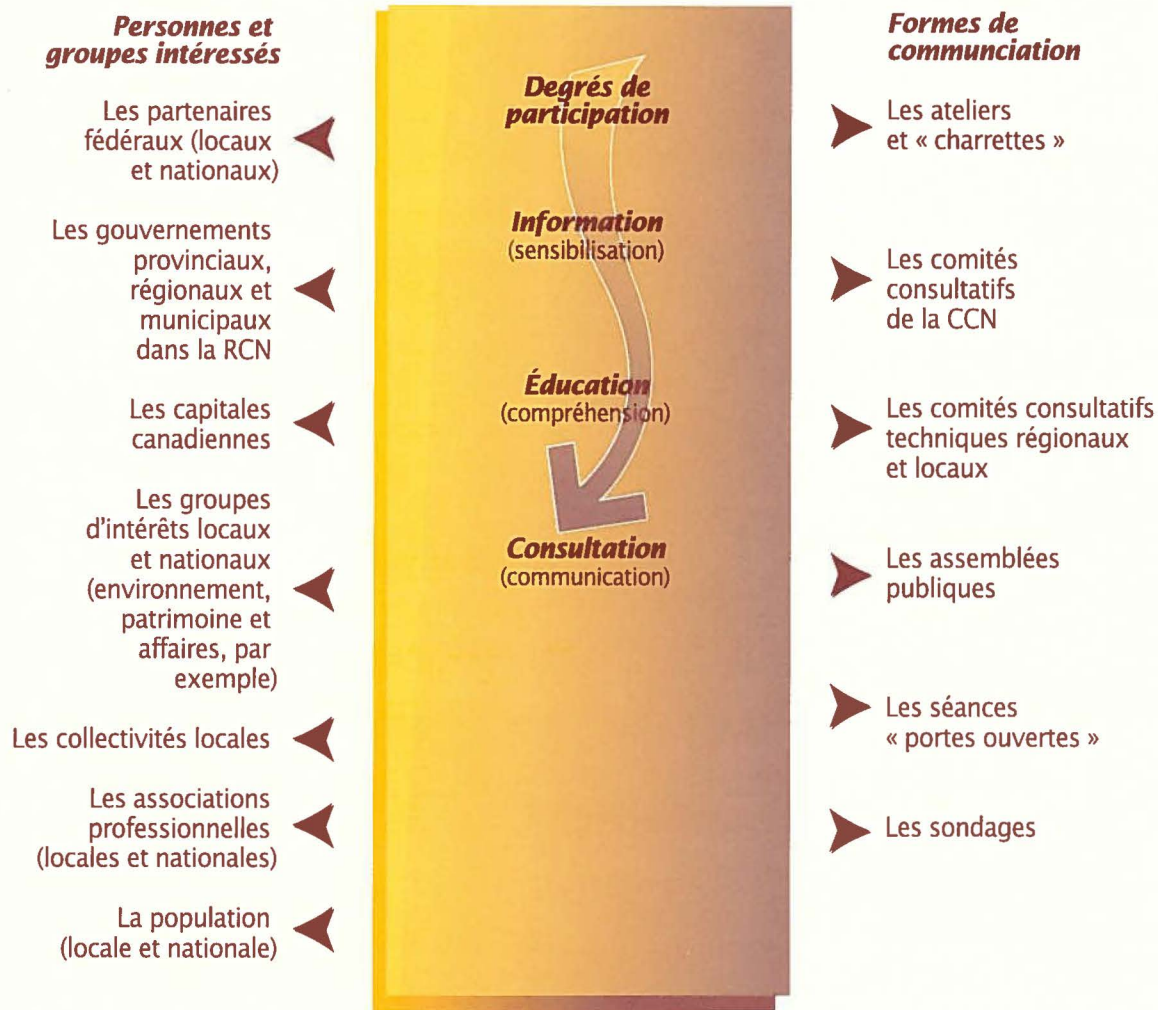 Personnes et
groupes intéressés
Les partenaires
fédéraux (locaux
et nationaux)
Les gouvernements
provinciaux,
régionaux et
municipaux
dans la RCN
Les capitales
canadiennes
Les groupes
d'intérêts locaux
et nationaux
(environnement,
patrimoine et
affaires, par
exemple)
Les collectivités locales
Les associations
professionnelles
(locales et nationales)
La population
(locale et nationale)
Degrés de
participation
Information
(sensibilisation)
Éducation
(compréhension)
Consultation
(communication)
Formes de
communciation
Les ateliers
et « charrettes »
Les comités
consultatifs
de la CCN
Les comités consultatifs
techniques régionaux
et locaux
Les assemblées
publiques
Les séances
« portes ouvertes »
Les sondages